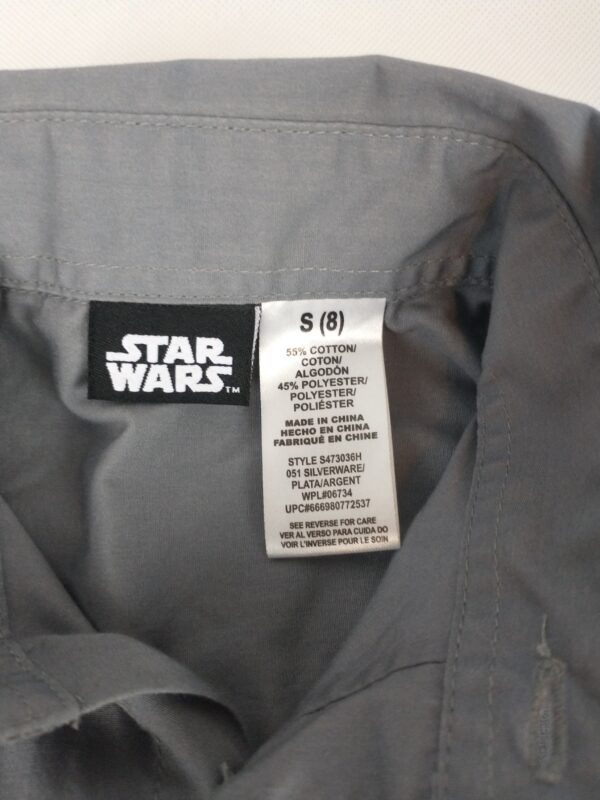 STAR
WARS™
S (8)
55% COTTON/
COTON/
ALGODÓN
45% POLYESTER/
POLYESTER/
POLIÉSTER
MADE IN CHINA
HECHO EN CHINA
FABRIQUÉ EN CHINE
STYLE S473036H
051 SILVERWARE/
PLATA/ARGENT
WPL#06734
UPC#666980772537
SEE REVERSE FOR CARE
VER AL VERSO PARA CUIDA DO
VOIR L'INVERSE POUR LE SOIN